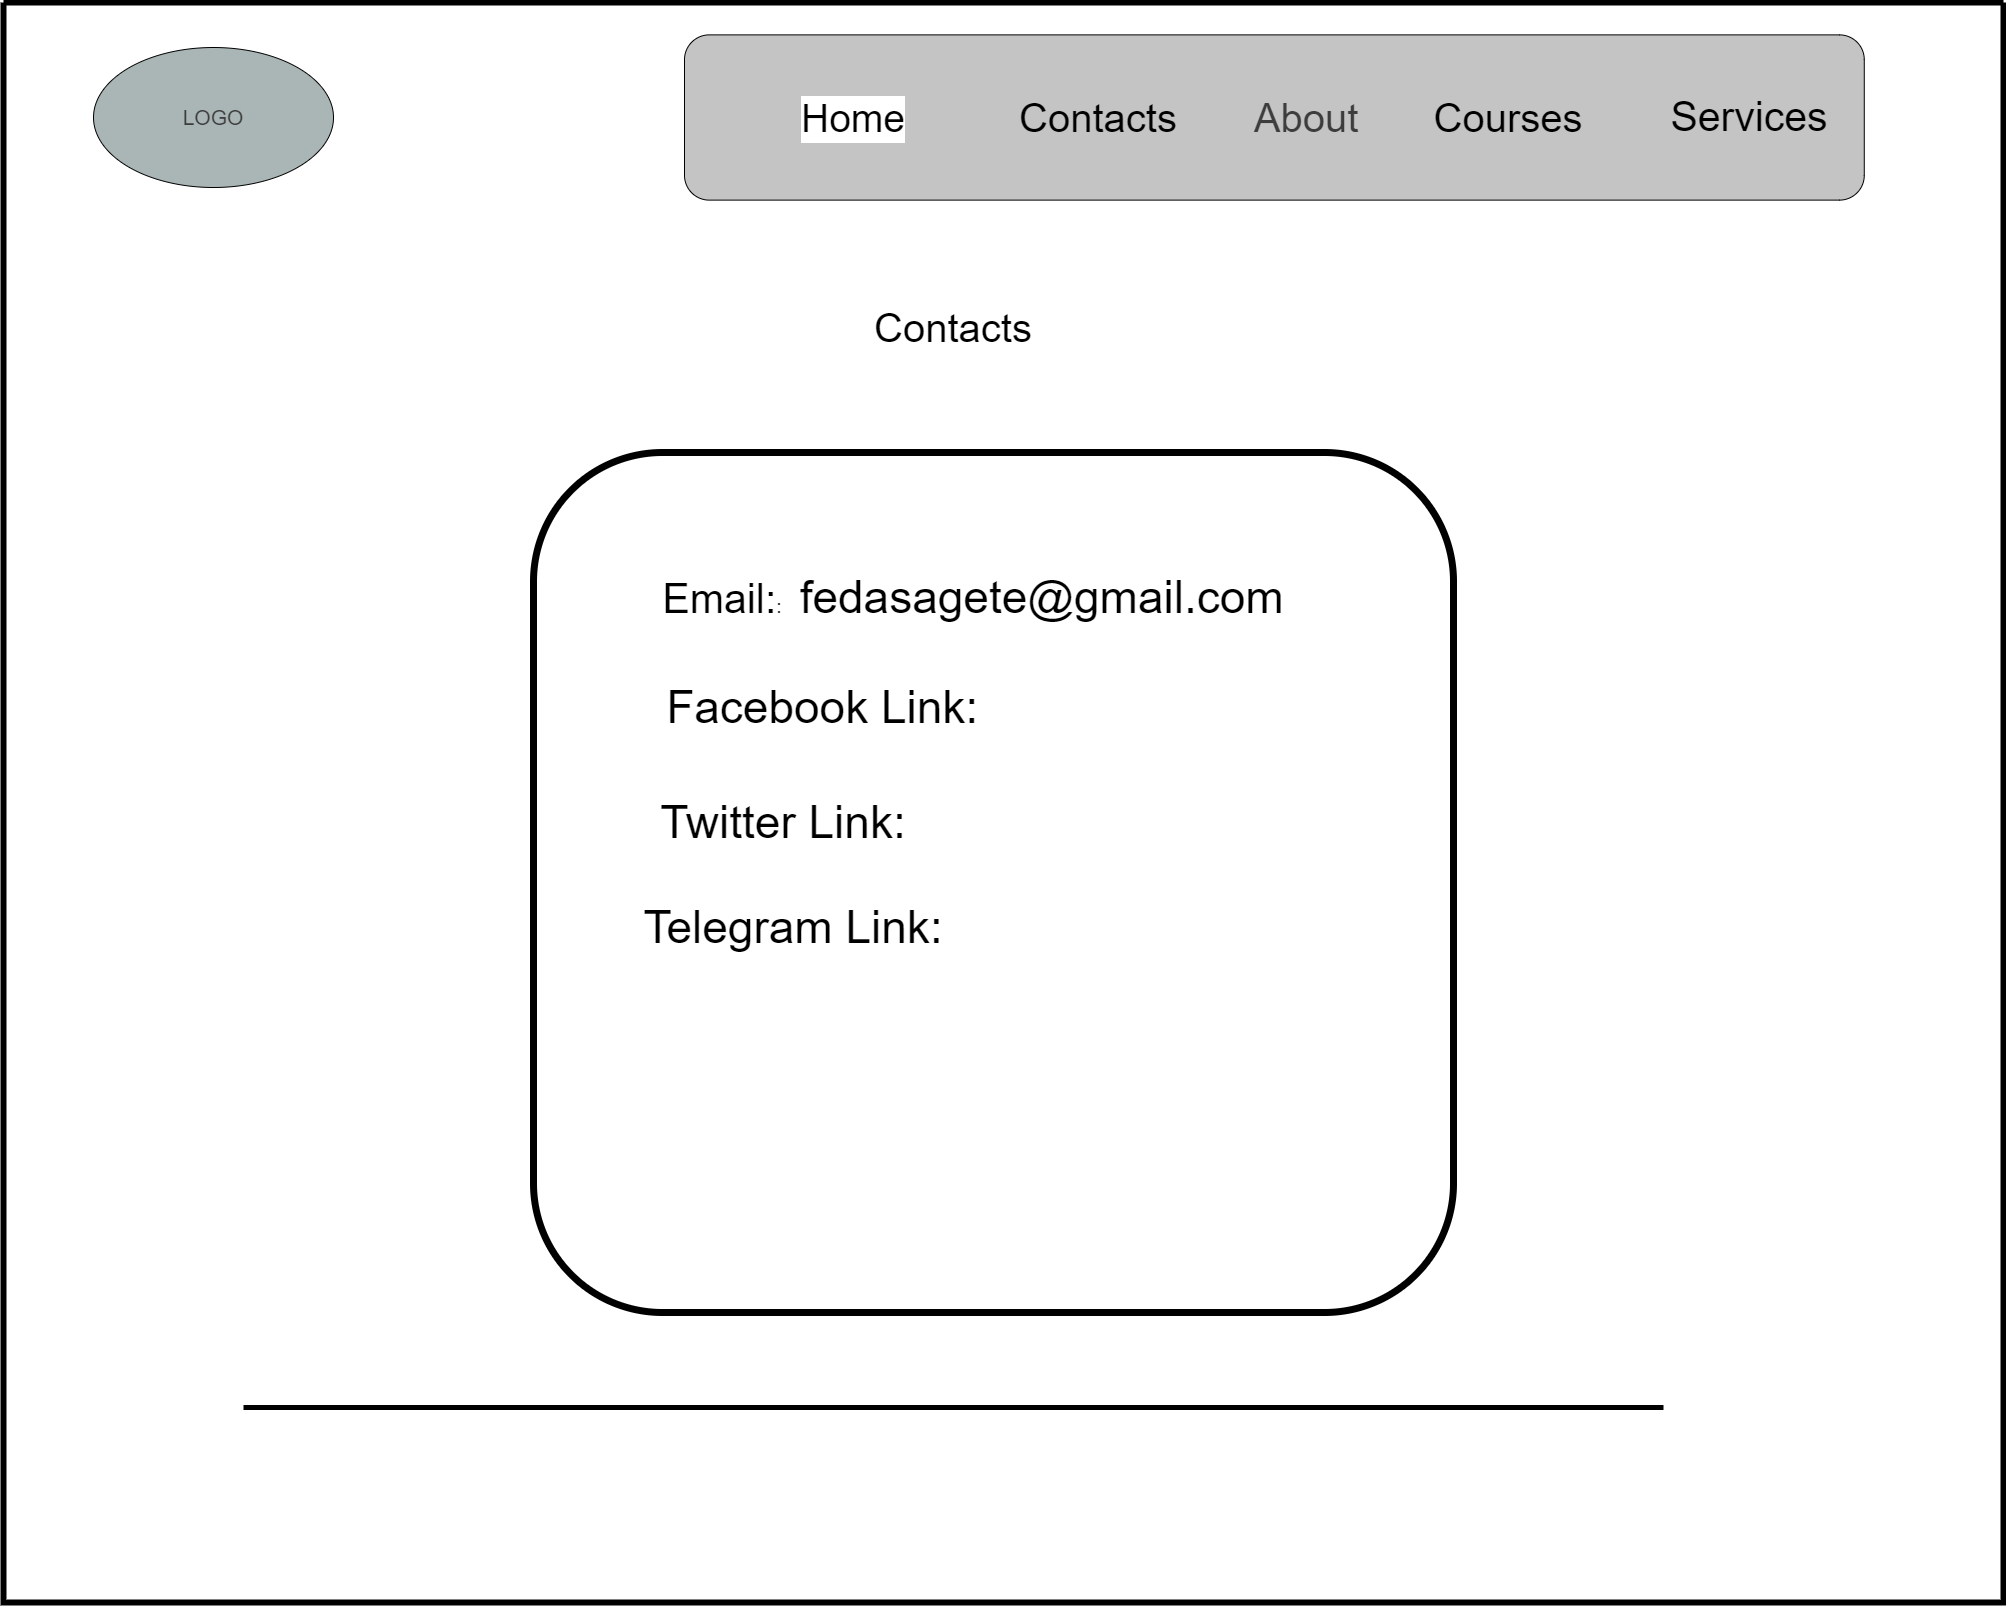 LOGO
Home Contacts About Courses Services
Contacts
Email:: fedasagete@gmail.com
Facebook Link:
Twitter Link:
Telegram Link: